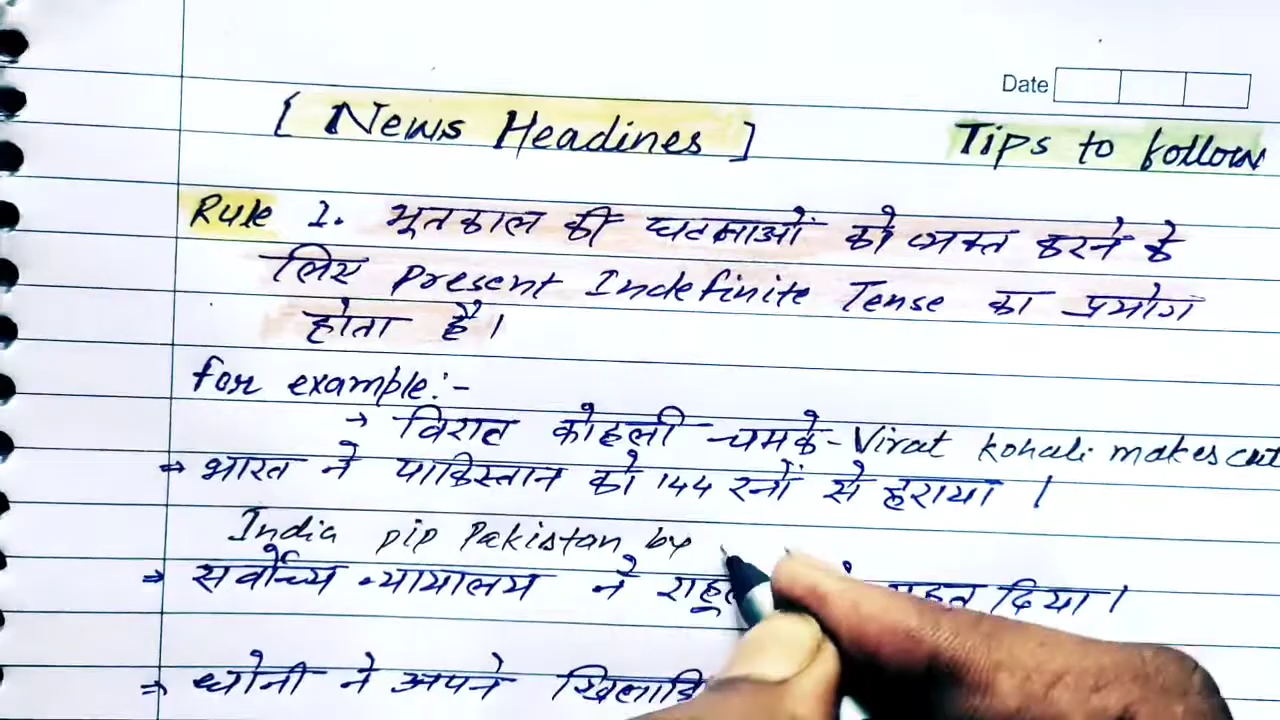 Date
[ News Headines ]
Tips to follow
Rule 1. भूतकाल की घटनाओं को व्यक्त करने के
लिए present Indefinite Tense का प्रयोग
होता है।
for example:-
→ विराट कोहली चमके - Virat kohali makes cut
⇒ भारत ने पाकिस्तान को 144 रनों से हराया ।
India pip Pakistan by
⇒ सर्वोच्य न्यायालय ने दिया ।
⇒ धोनी ने अपने